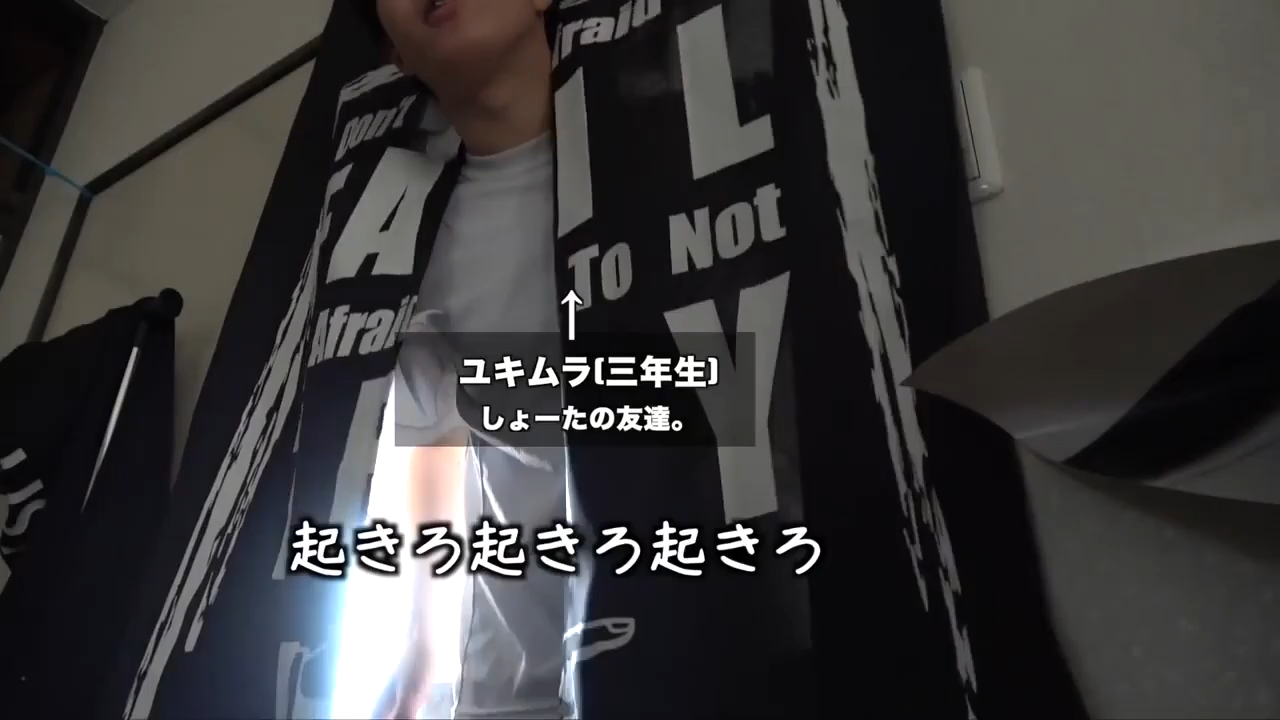 Don't
Afraid
FA
I L
Afraid
To Not
Y
↑
ユキムラ(三年生)
しょーたの友達。
起きろ起きろ起きろ